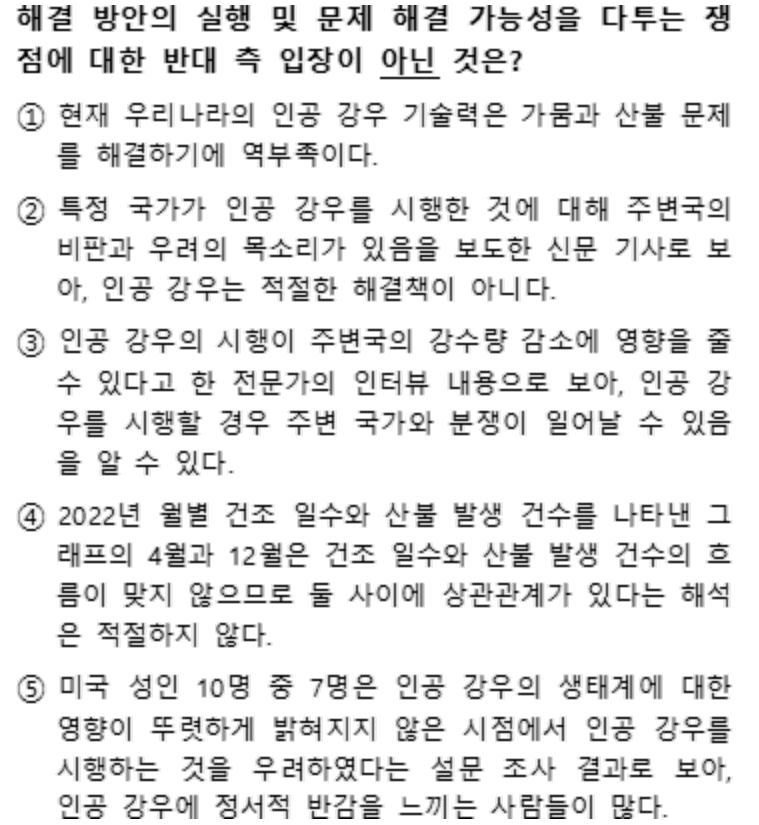 해결 방안의 실행 및 문제 해결 가능성을 다투는 쟁
점에 대한 반대 측 입장이 아닌 것은?
① 현재 우리나라의 인공 강우 기술력은 가뭄과 산불 문제
를 해결하기에 역부족이다.
② 특정 국가가 인공 강우를 시행한 것에 대해 주변국의
비판과 우려의 목소리가 있음을 보도한 신문 기사로 보
아, 인공 강우는 적절한 해결책이 아니다.
③ 인공 강우의 시행이 주변국의 강수량 감소에 영향을 줄
수 있다고 한 전문가의 인터뷰 내용으로 보아, 인공 강
우를 시행할 경우 주변 국가와 분쟁이 일어날 수 있음
을 알 수 있다.
④ 2022년 월별 건조 일수와 산불 발생 건수를 나타낸 그
래프의 4월과 12월은 건조 일수와 산불 발생 건수의 흐
름이 맞지 않으므로 둘 사이에 상관관계가 있다는 해석
은 적절하지 않다.
⑤ 미국 성인 10명 중 7명은 인공 강우의 생태계에 대한
영향이 뚜렷하게 밝혀지지 않은 시점에서 인공 강우를
시행하는 것을 우려하였다는 설문 조사 결과로 보아,
인공 강우에 정서적 반감을 느끼는 사람들이 많다.